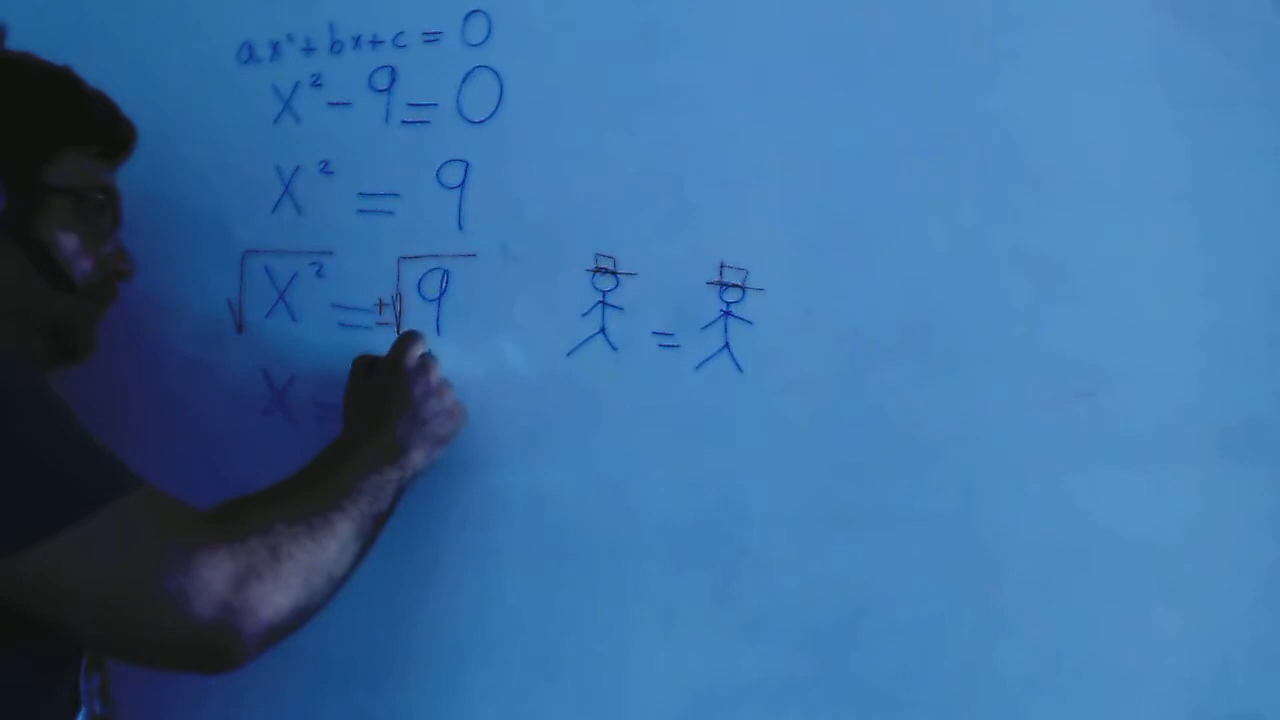 ax²+bx+c = 0
x² - 9 = 0
x² = 9
√x² = ±√9
x =
=